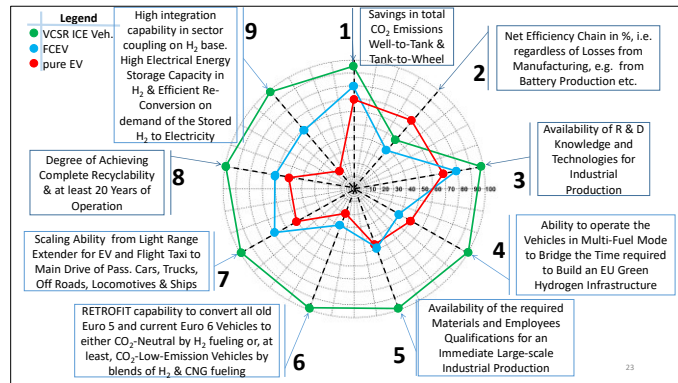 Legend
VCSR ICE Veh.
FCEV
pure EV
High integration
capability in sector
coupling on H2 base.
High Electrical Energy
Storage Capacity in
H2 & Efficient Re-
Conversion on
demand of the Stored
H2 to Electricity
9
1
Savings in total
CO2 Emissions
Well-to-Tank &
Tank-to-Wheel
Net Efficiency Chain in %, i.e.
regardless of Losses from
Manufacturing, e.g. from
Battery Production etc.
2
Availability of R & D
Knowledge and
Technologies for
Industrial
Production
3
Degree of Achieving
Complete Recyclability
& at least 20 Years of
Operation
8
10 20 30 40 50 60 70 80 90 100
Ability to operate the
Vehicles in Multi-Fuel Mode
to Bridge the Time required
to Build an EU Green
Hydrogen Infrastructure
4
Scaling Ability from Light Range
Extender for EV and Flight Taxi to
Main Drive of Pass. Cars, Trucks,
Off Roads, Locomotives & Ships
7
RETROFIT capability to convert all old
Euro 5 and current Euro 6 Vehicles to
either CO2-Neutral by H2 fueling or, at
least, CO2-Low-Emission Vehicles by
blends of H2 & CNG fueling
6
Availability of the required
Materials and Employees
Qualifications for an
Immediate Large-scale
Industrial Production
5
23